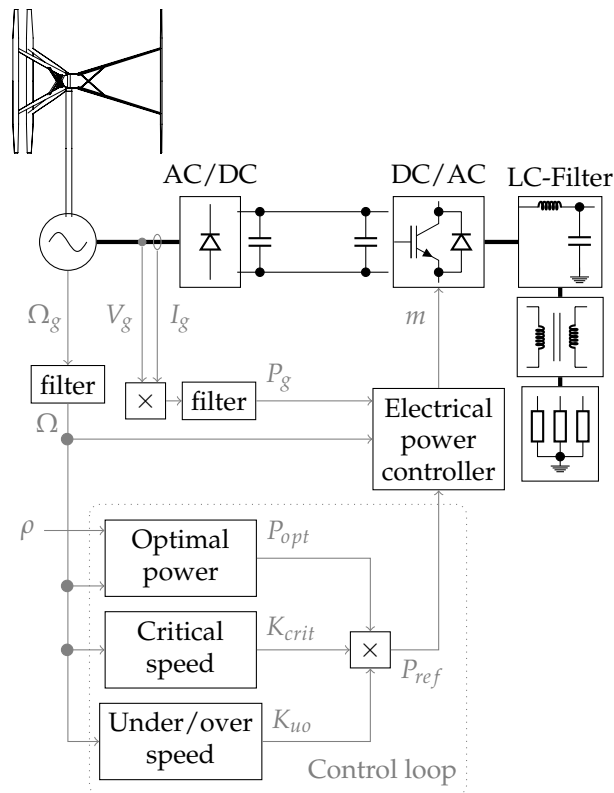 AC/DC
DC/AC
LC-Filter
Ω_g
V_g
I_g
m
filter
×
filter
P_g
Electrical
power
controller
Ω
ρ
Optimal
power
P_opt
Critical
speed
K_crit
×
P_ref
Under/over
speed
K_uo
Control loop